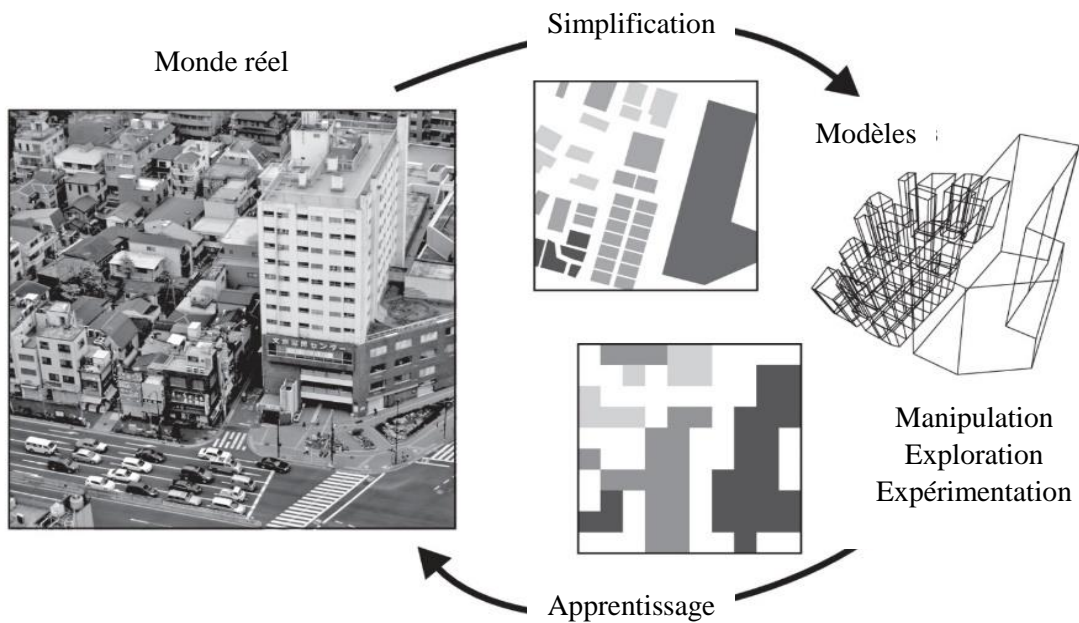 Simplification
Monde réel
Modèles
Manipulation
Exploration
Expérimentation
Apprentissage